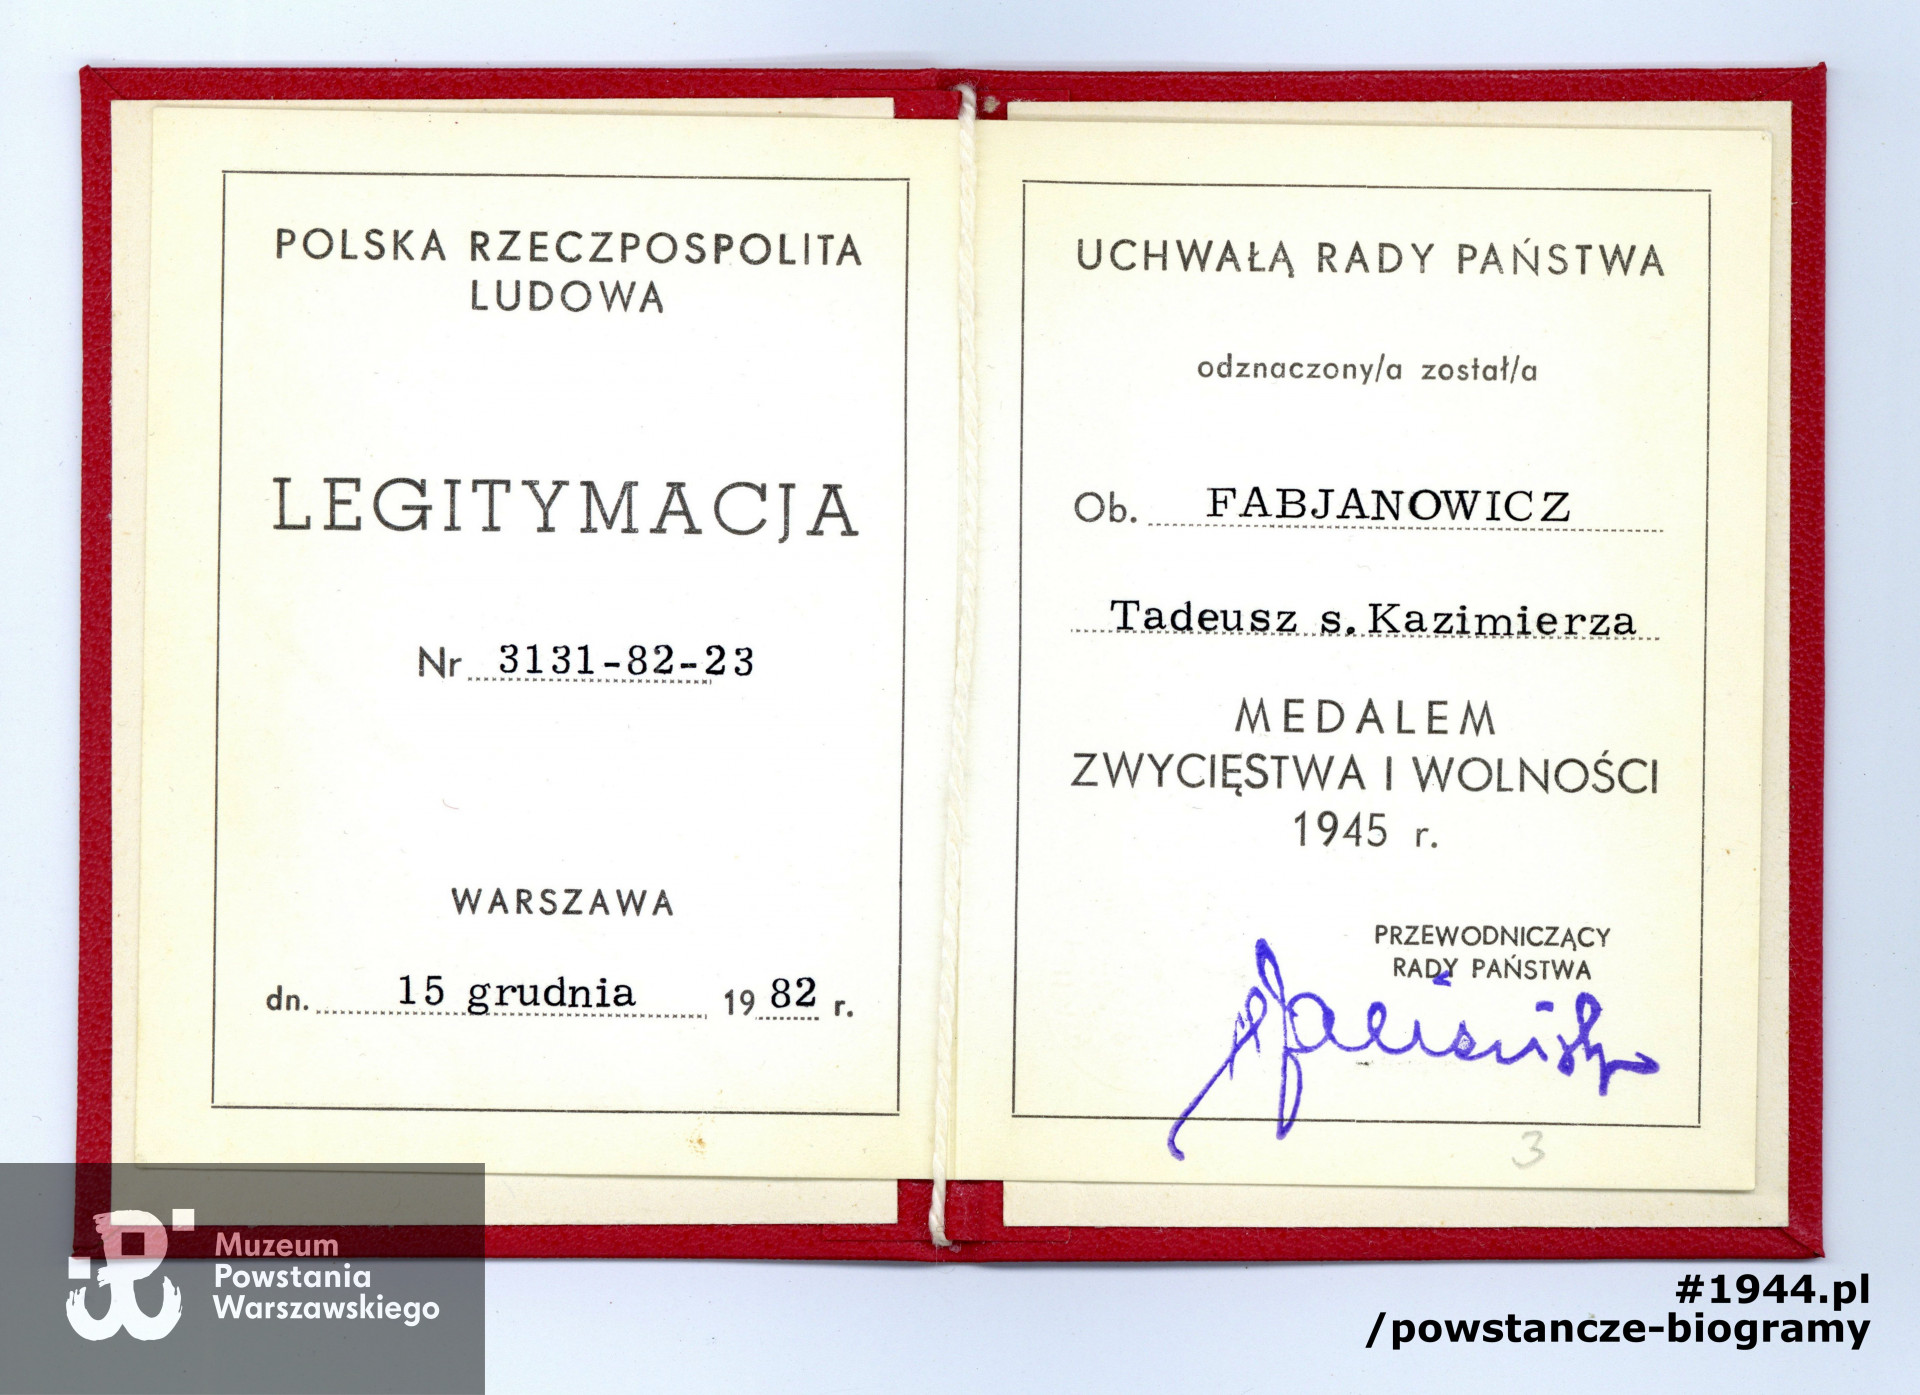 POLSKA RZECZPOSPOLITA
LUDOWA
LEGITYMACJA
Nr 3131-82-23
WARSZAWA
dn. 15 grudnia 1982 r.
UCHWAŁĄ RADY PAŃSTWA
odznaczony/a został/a
Ob. FABJANOWICZ
Tadeusz s. Kazimierza
MEDALEM
ZWYCIĘSTWA I WOLNOŚCI
1945 r.
PRZEWODNICZĄCY
RADY PAŃSTWA
3
Muzeum
Powstania
Warszawskiego
#1944.pl
/powstancze-biogramy